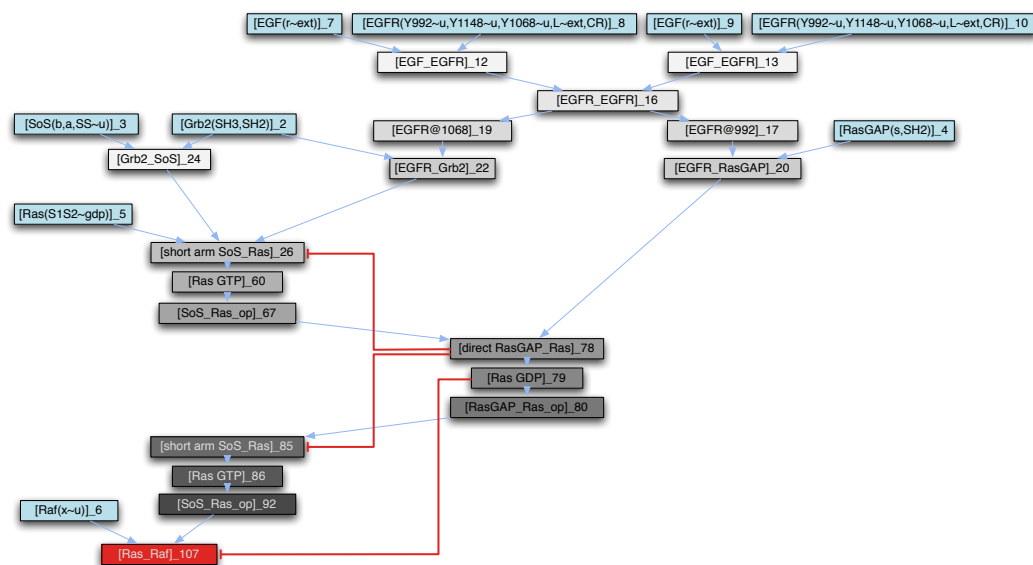 [EGF(r~ext)]_7
[EGFR(Y992~u,Y1148~u,Y1068~u,L~ext,CR)]_8
[EGF(r~ext)]_9
[EGFR(Y992~u,Y1148~u,Y1068~u,L~ext,CR)]_10
[EGF_EGFR]_12
[EGF_EGFR]_13
[EGFR_EGFR]_16
[SoS(b,a,SS~u)]_3
[Grb2(SH3,SH2)]_2
[EGFR@1068]_19
[EGFR@992]_17
[RasGAP(s,SH2)]_4
[Grb2_SoS]_24
[EGFR_Grb2]_22
[EGFR_RasGAP]_20
[Ras(S1S2~gdp)]_5
[short arm SoS_Ras]_26
[Ras GTP]_60
[SoS_Ras_op]_67
[direct RasGAP_Ras]_78
[Ras GDP]_79
[RasGAP_Ras_op]_80
[short arm SoS_Ras]_85
[Ras GTP]_86
[SoS_Ras_op]_92
[Raf(x~u)]_6
[Ras_Raf]_107